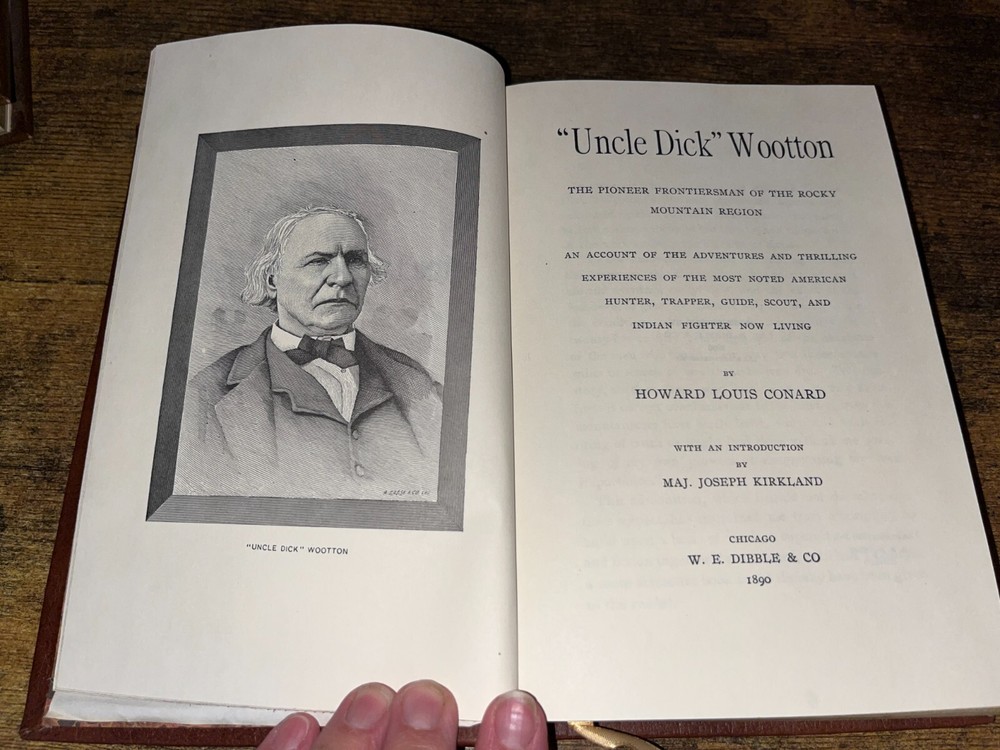 "UNCLE DICK" WOOTTON
"Uncle Dick" Wootton
THE PIONEER FRONTIERSMAN OF THE ROCKY
MOUNTAIN REGION
AN ACCOUNT OF THE ADVENTURES AND THRILLING
EXPERIENCES OF THE MOST NOTED AMERICAN
HUNTER, TRAPPER, GUIDE, SCOUT, AND
INDIAN FIGHTER NOW LIVING
BY
HOWARD LOUIS CONARD
WITH AN INTRODUCTION
BY
MAJ. JOSEPH KIRKLAND
CHICAGO
W. E. DIBBLE & CO
1890